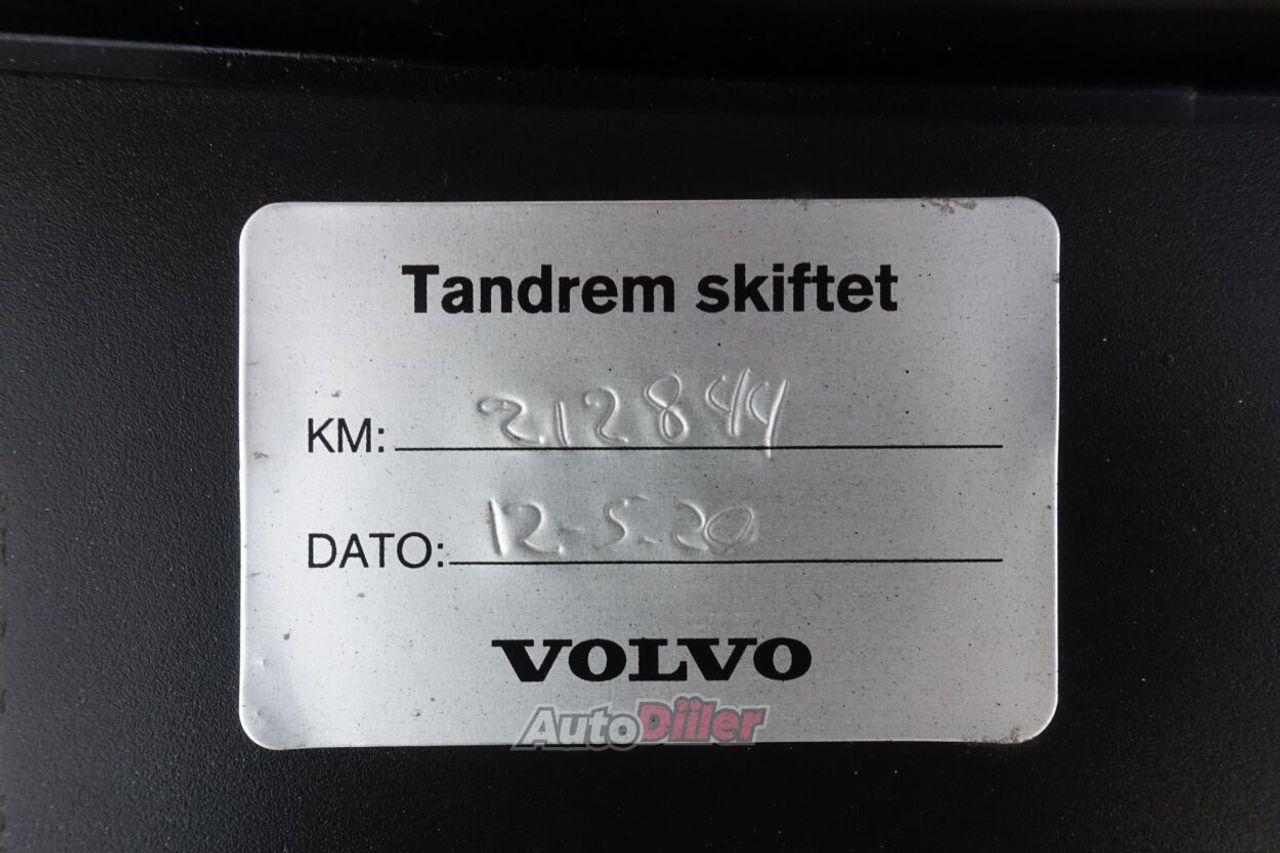 Tandrem skiftet
KM: 212844
DATO: 12-5.20
VOLVO
AutoDiiler